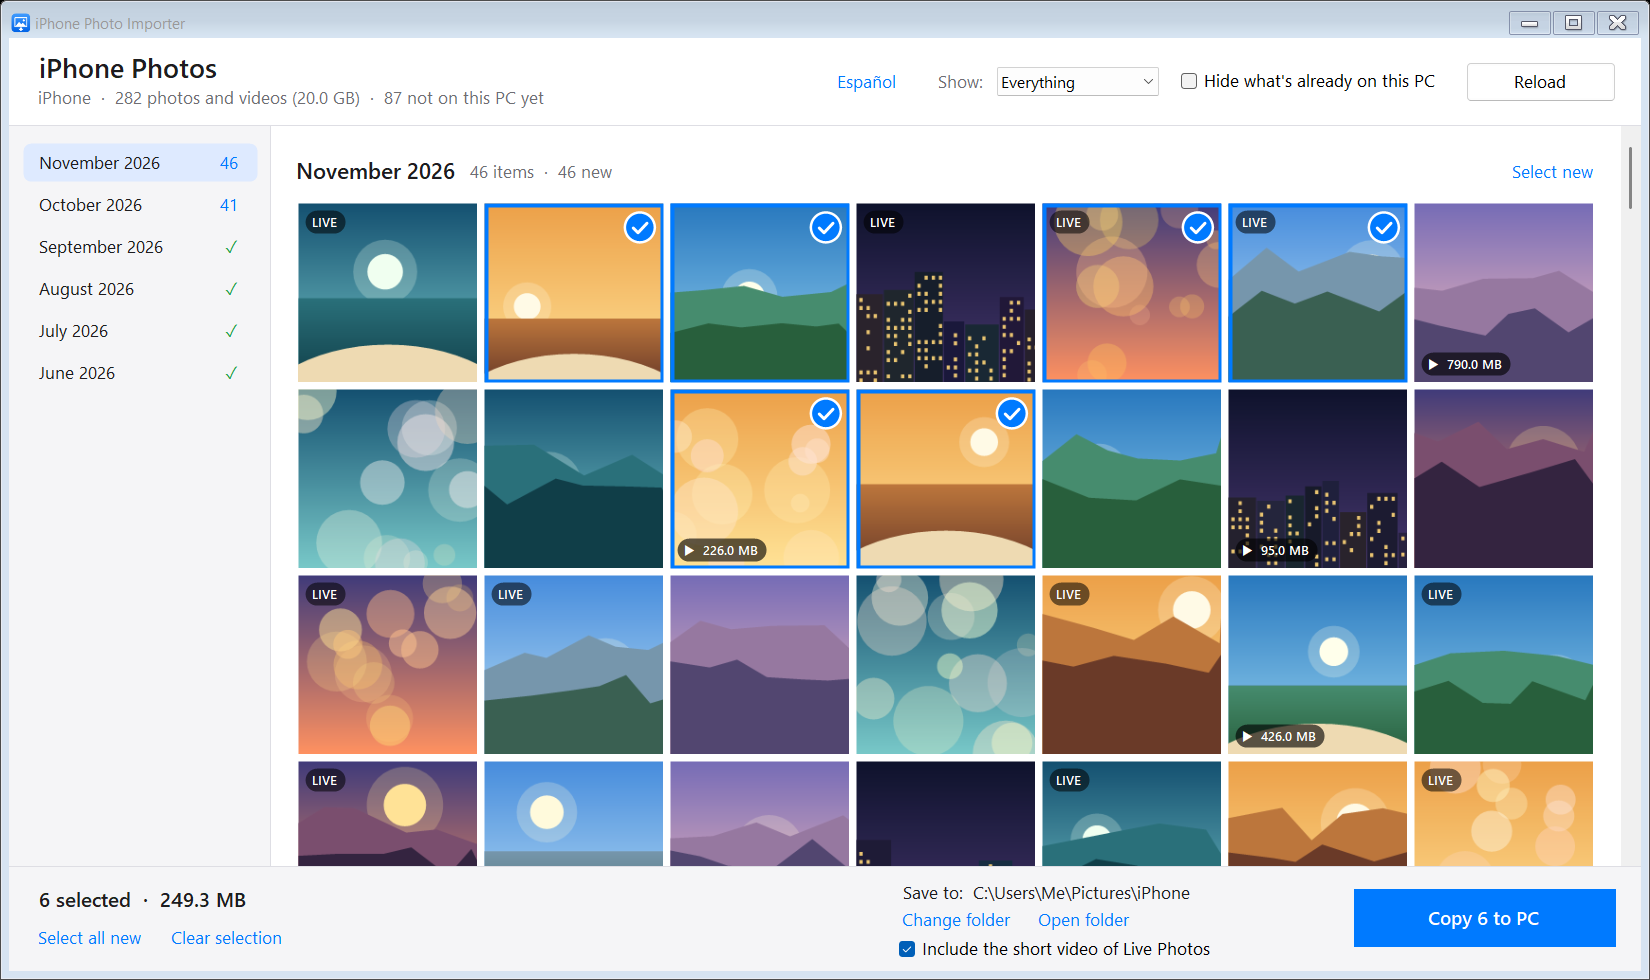 iPhone Photo Importer
iPhone Photos
iPhone · 282 photos and videos (20.0 GB) · 87 not on this PC yet
Español
Show: Everything
Hide what's already on this PC
Reload
November 2026 46
October 2026 41
September 2026 ✓
August 2026 ✓
July 2026 ✓
June 2026 ✓
November 2026 46 items · 46 new
Select new
LIVE
LIVE
LIVE
LIVE
790.0 MB
226.0 MB
95.0 MB
LIVE
LIVE
LIVE
LIVE
426.0 MB
LIVE
LIVE
LIVE
6 selected · 249.3 MB
Select all new
Clear selection
Save to: C:\Users\Me\Pictures\iPhone
Change folder
Open folder
Include the short video of Live Photos
Copy 6 to PC